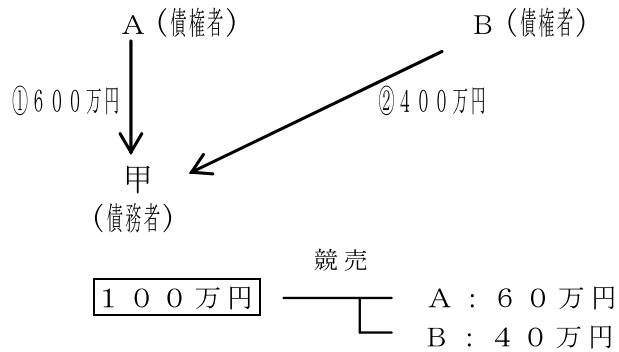 A（債権者）
B（債権者）
①６００万円
②４００万円
甲
（債務者）
競売
１００万円
A：６０万円
B：４０万円